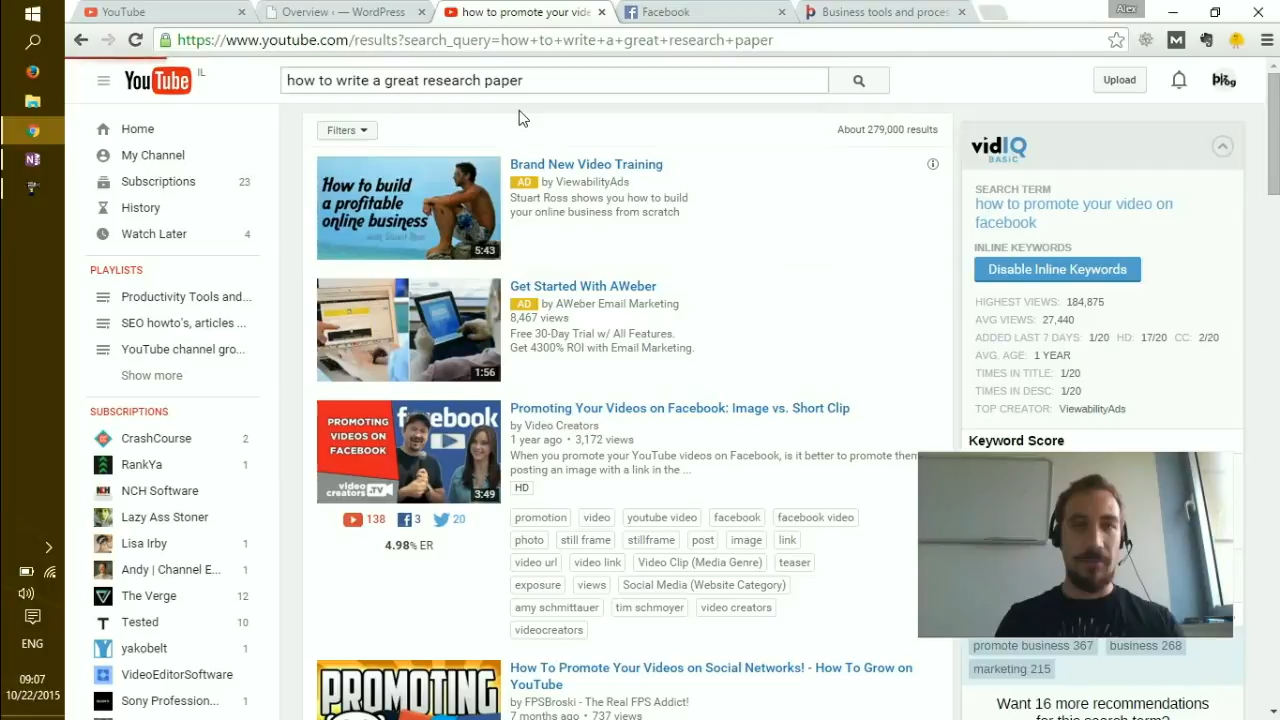 YouTube
Overview ‹ — WordPress
how to promote your vide
Facebook
Business tools and proces
Alex
https://www.youtube.com/results?search_query=how+to+write+a+great+research+paper
M
YouTube IL
how to write a great research paper
Upload
Home
My Channel
Subscriptions 23
History
Watch Later 4
PLAYLISTS
Productivity Tools and...
SEO howto's, articles ...
YouTube channel gro...
Show more
SUBSCRIPTIONS
CrashCourse 2
RankYa 1
NCH Software
Lazy Ass Stoner
Lisa Irby 1
Andy | Channel E... 1
The Verge 12
Tested 10
yakobelt 1
VideoEditorSoftware
Sony Profession... 1
ENG
09:07
10/22/2015
Filters
About 279,000 results
How to build
a profitable
online business
with Stuart Ross
5:43
Brand New Video Training
AD by ViewabilityAds
Stuart Ross shows you how to build
your online business from scratch
1:56
Get Started With AWeber
AD by AWeber Email Marketing
8,467 views
Free 30-Day Trial w/ All Features.
Get 4300% ROI with Email Marketing.
PROMOTING
VIDEOS ON
FACEBOOK
facebook
video
creators TV
3:49
Promoting Your Videos on Facebook: Image vs. Short Clip
by Video Creators
1 year ago • 3,172 views
When you promote your YouTube videos on Facebook, is it better to promote them
posting an image with a link in the ...
HD
138 3 20
4.98% ER
promotion video youtube video facebook facebook video
photo still frame stillframe post image link
video url video link Video Clip (Media Genre) teaser
exposure views Social Media (Website Category)
amy schmittauer tim schmoyer video creators
videocreators
PROMOTING
How To Promote Your Videos on Social Networks! - How To Grow on
YouTube
by FPSBroski - The Real FPS Addict!
7 months ago • 737 views
vidIQ
BASIC
SEARCH TERM
how to promote your video on
facebook
INLINE KEYWORDS
Disable Inline Keywords
HIGHEST VIEWS: 184,875
AVG VIEWS: 27,440
ADDED LAST 7 DAYS: 1/20 HD: 17/20 CC: 2/20
AVG. AGE: 1 YEAR
TIMES IN TITLE: 1/20
TIMES IN DESC: 1/20
TOP CREATOR: ViewabilityAds
Keyword Score
promote business 367 business 268
marketing 215
Want 16 more recommendations
for this search term?